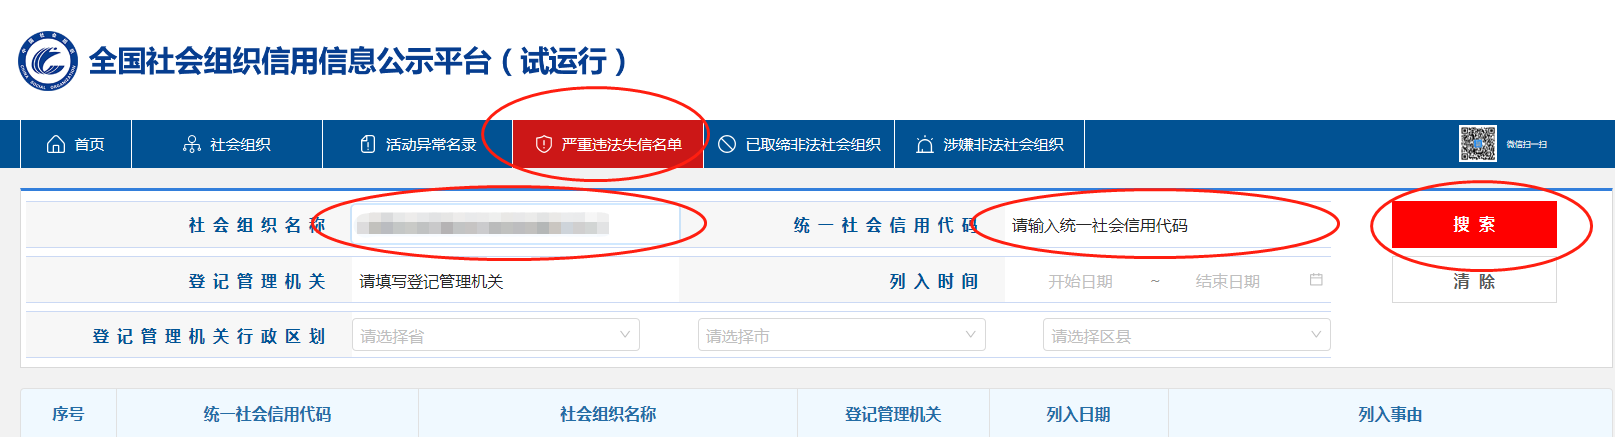 全国社会组织信用信息公示平台（试运行）
首页 社会组织 活动异常名录 严重违法失信名单 已取缔非法社会组织 涉嫌非法社会组织 微信扫一扫
社会组织名称 统一社会信用代码 请输入统一社会信用代码 搜索
登记管理机关 请填写登记管理机关 列入时间 开始日期 ~ 结束日期 清除
登记管理机关行政区划 请选择省 请选择市 请选择区县
序号 统一社会信用代码 社会组织名称 登记管理机关 列入日期 列入事由